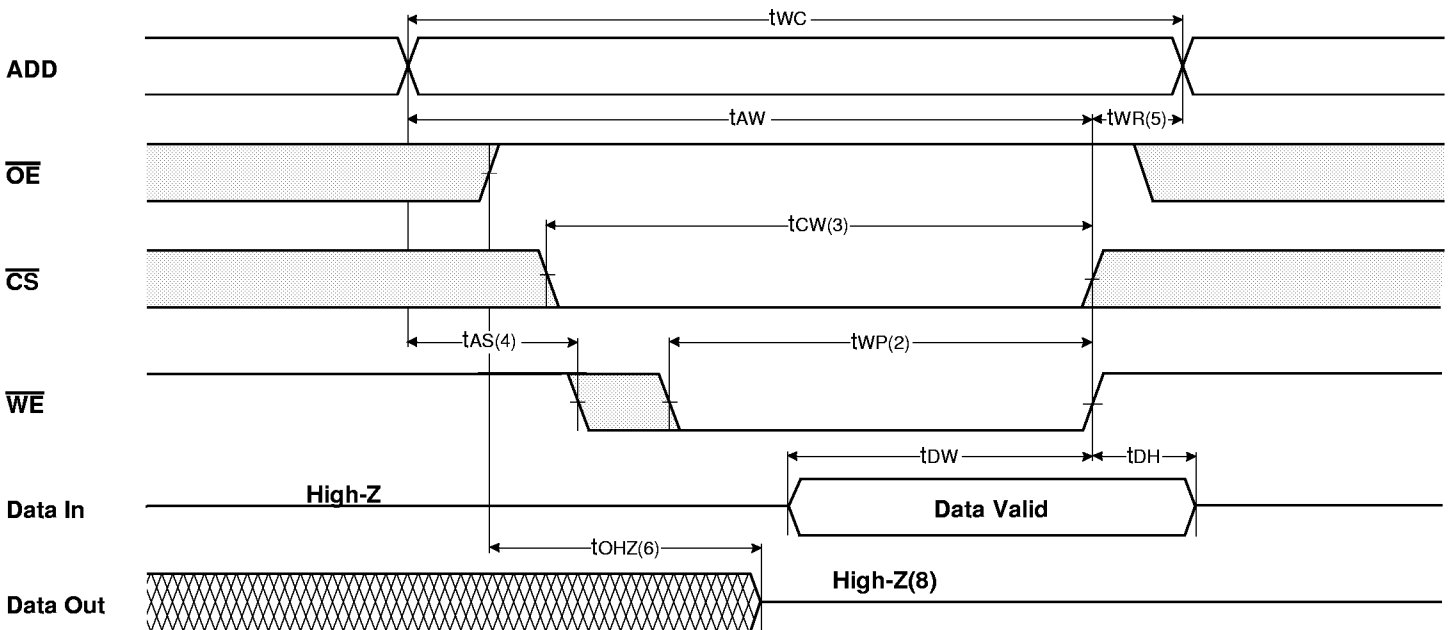 tWC
ADD
tAW
tWR(5)
OE
tCW(3)
CS
tAS(4)
tWP(2)
WE
tDW
tDH
High-Z
Data In
Data Valid
tOHZ(6)
High-Z(8)
Data Out